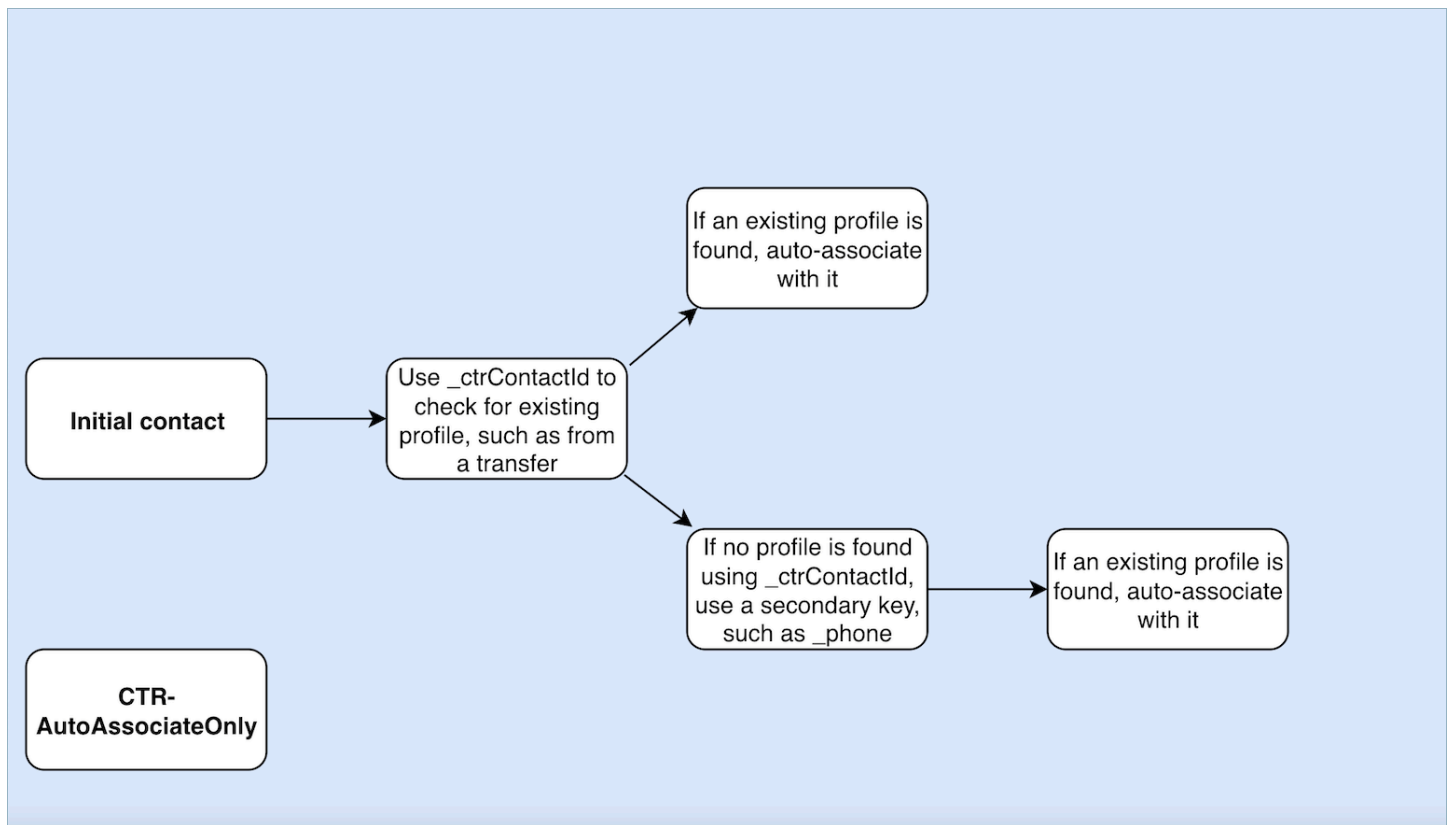 If an existing profile is
found, auto-associate
with it
Initial contact
Use _ctrContactId to
check for existing
profile, such as from
a transfer
If no profile is found
using _ctrContactId,
use a secondary key,
such as _phone
If an existing profile is
found, auto-associate
with it
CTR-
AutoAssociateOnly